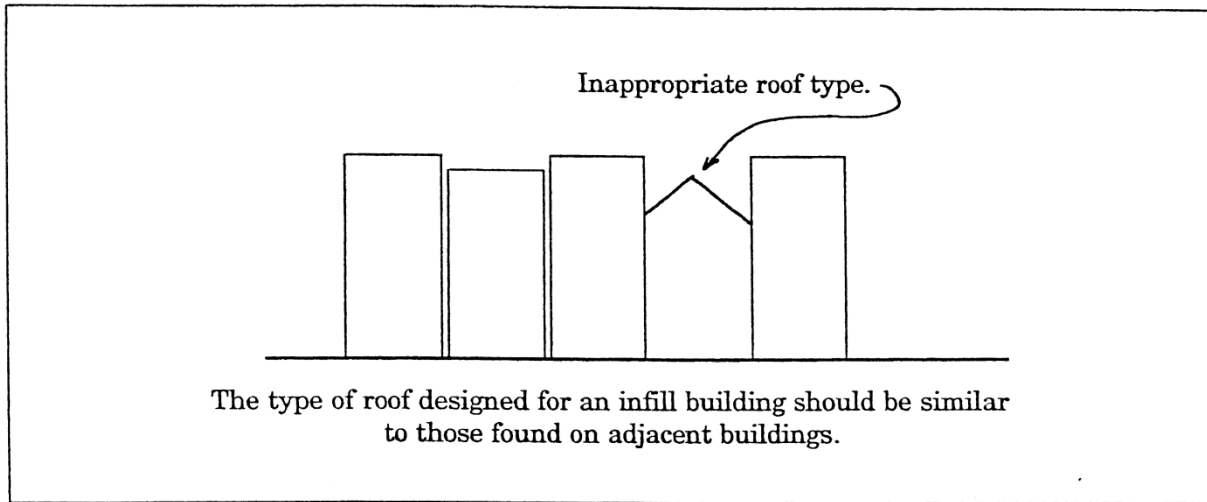 Inappropriate roof type.
The type of roof designed for an infill building should be similar
to those found on adjacent buildings.